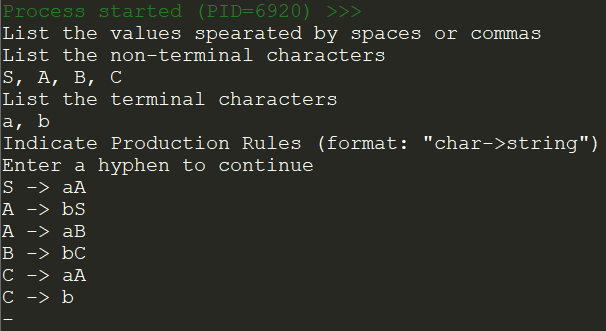 Process started (PID=6920) >>>
List the values spearated by spaces or commas
List the non-terminal characters
S, A, B, C
List the terminal characters
a, b
Indicate Production Rules (format: "char->string")
Enter a hyphen to continue
S -> aA
A -> bS
A -> aB
B -> bC
C -> aA
C -> b
-